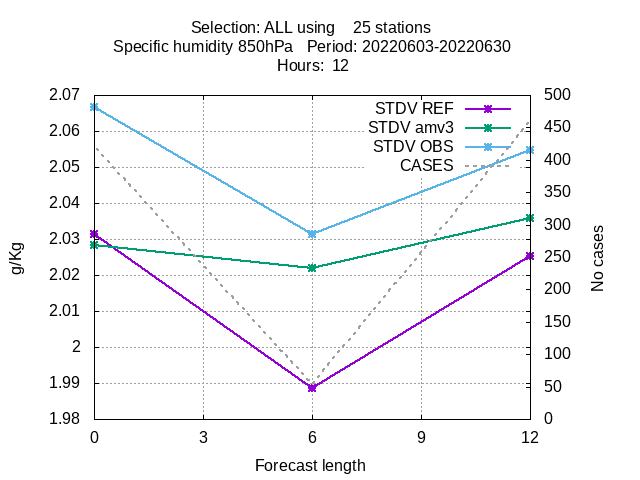 Selection: ALL using    25 stations
Specific humidity 850hPa   Period: 20220603-20220630
Hours:  12
2.07
2.06
2.05
2.04
2.03
2.02
2.01
2
1.99
1.98
g/Kg
STDV REF
STDV amv3
STDV OBS
CASES
500
450
400
350
300
250
200
150
100
50
0
No cases
0 3 6 9 12
Forecast length